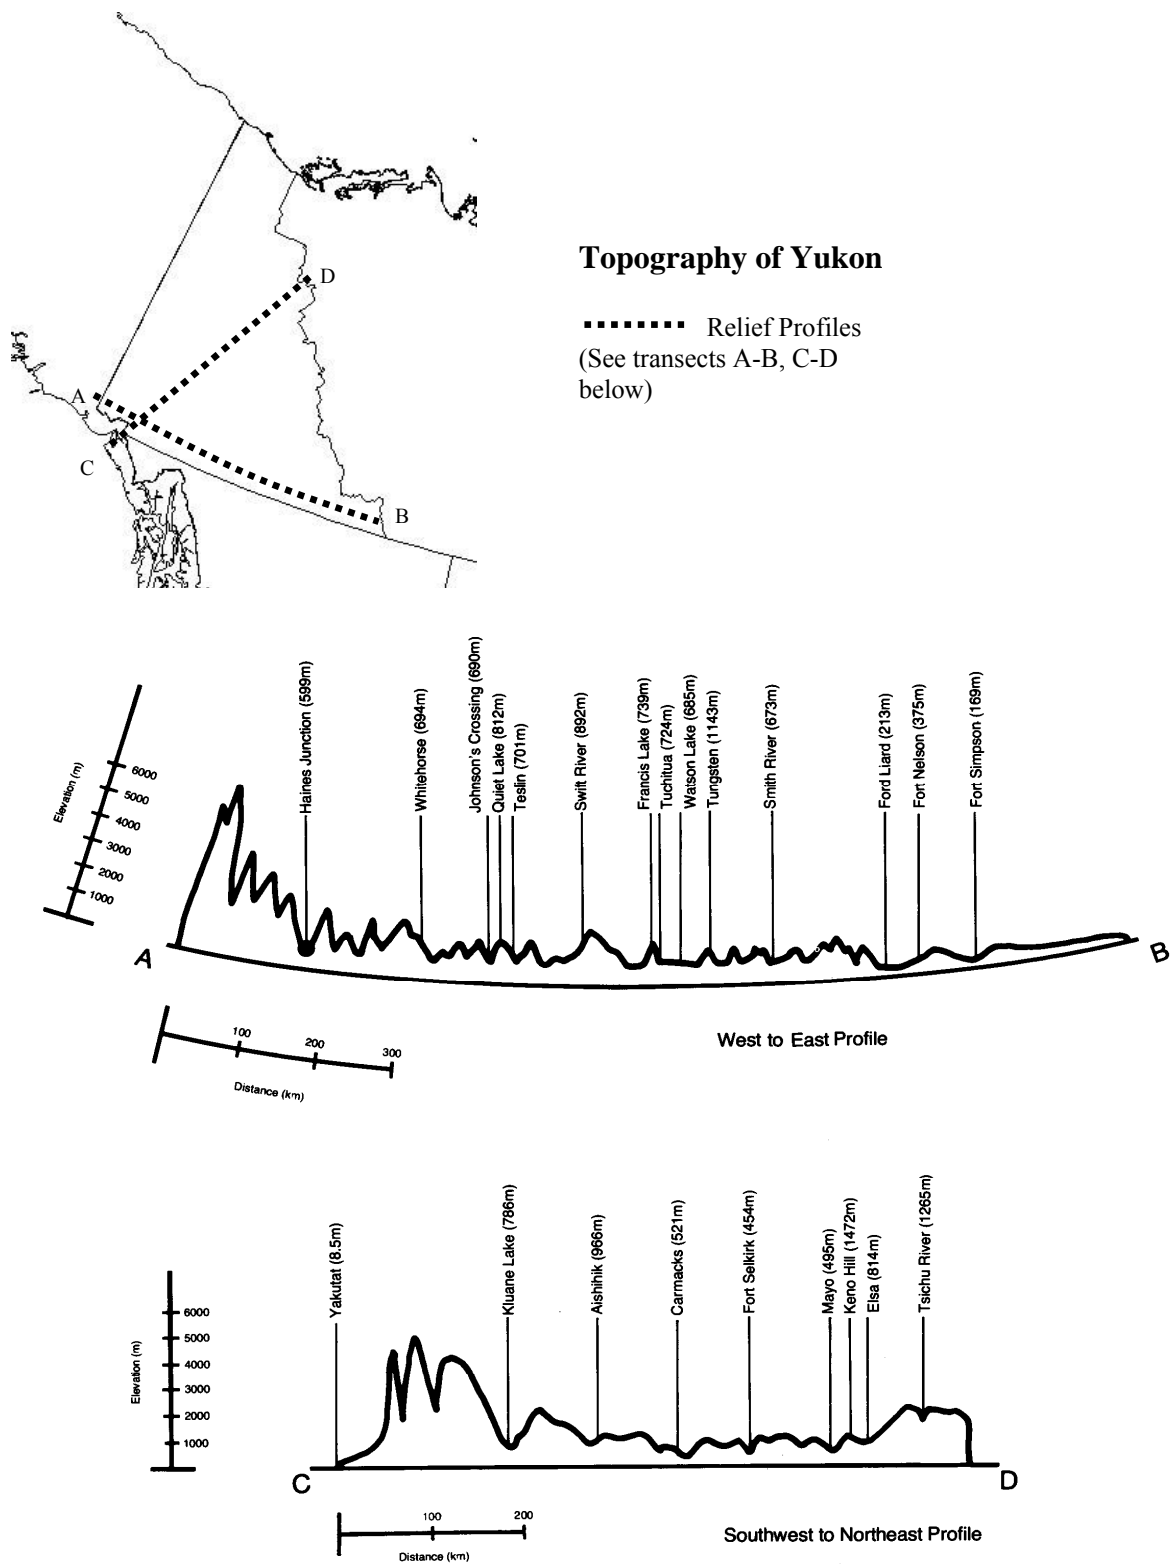 D
A
C
B
Topography of Yukon
Relief Profiles
(See transects A-B, C-D
below)
Elevation (m)
6000
5000
4000
3000
2000
1000
Haines Junction (599m)
Whitehorse (694m)
Johnson's Crossing (690m)
Quiet Lake (812m)
Teslin (701m)
Swift River (892m)
Francis Lake (739m)
Tuchitua (724m)
Watson Lake (685m)
Tungsten (1143m)
Smith River (673m)
Ford Liard (213m)
Fort Nelson (375m)
Fort Simpson (169m)
A
B
100
200
300
Distance (km)
West to East Profile
Elevation (m)
6000
5000
4000
3000
2000
1000
Yakutat (8.5m)
Kluane Lake (786m)
Aishihik (966m)
Carmacks (521m)
Fort Selkirk (454m)
Mayo (495m)
Keno Hill (1472m)
Elsa (814m)
Tsichu River (1265m)
C
D
100
200
Distance (km)
Southwest to Northeast Profile